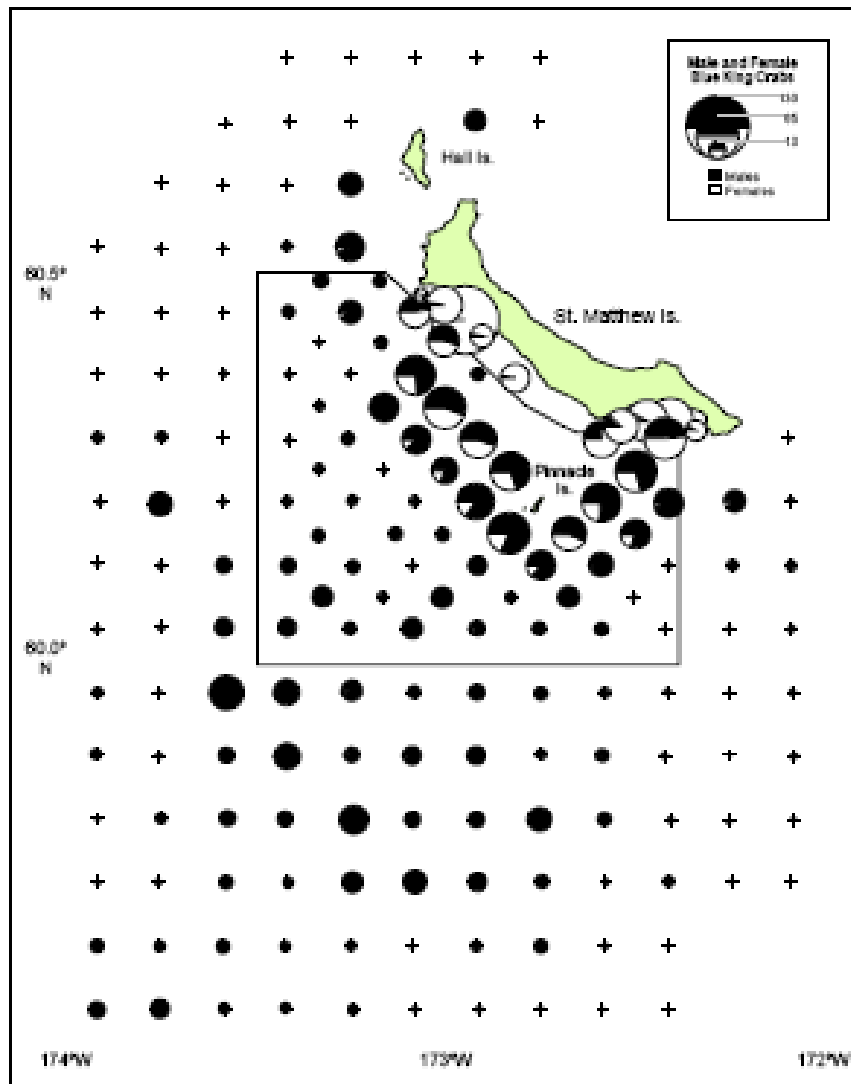 Male and Female
Blue King Crabs
Males
Females
Hall Is.
60.5°
N
St. Matthew Is.
Pinnacle
Is.
60.0°
N
174°W
173°W
172°W